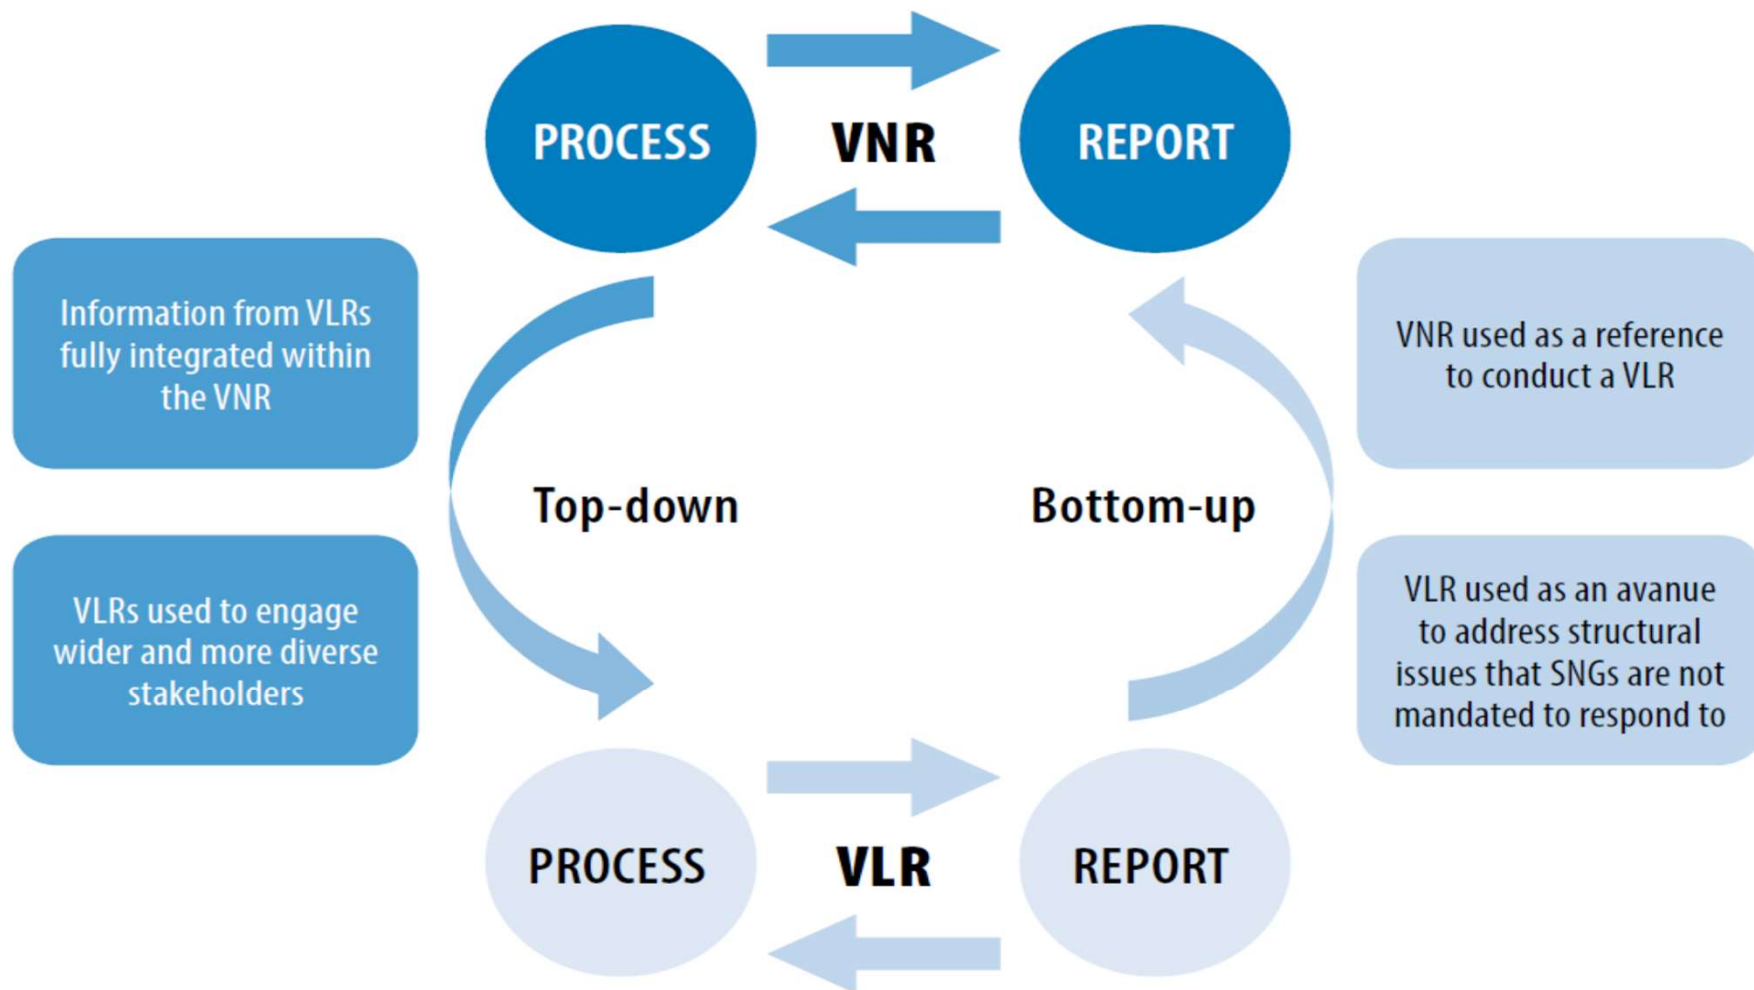 PROCESS
VNR
REPORT
Information from VLRs
fully integrated within
the VNR
VNR used as a reference
to conduct a VLR
Top-down
Bottom-up
VLRs used to engage
wider and more diverse
stakeholders
VLR used as an avanue
to address structural
issues that SNGs are not
mandated to respond to
PROCESS
VLR
REPORT